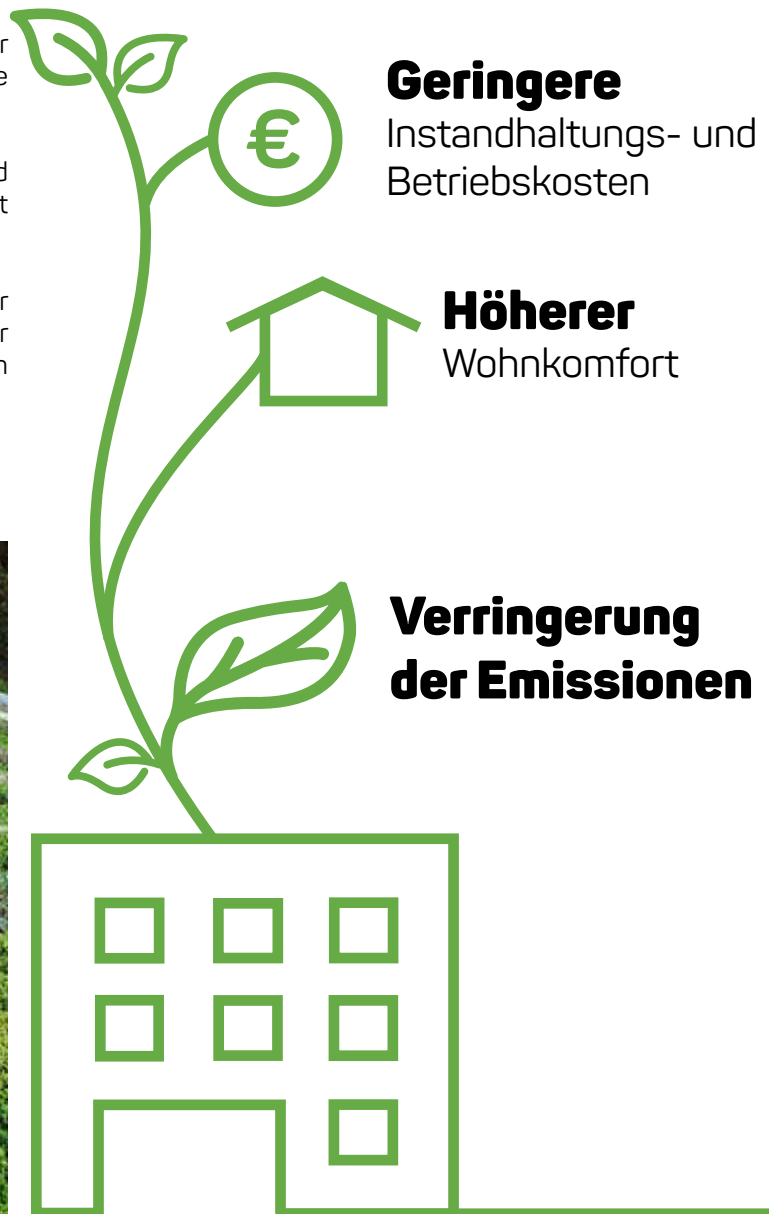 €
Geringere
Instandhaltungs- und
Betriebskosten
Höherer
Wohnkomfort
Verringerung
der Emissionen